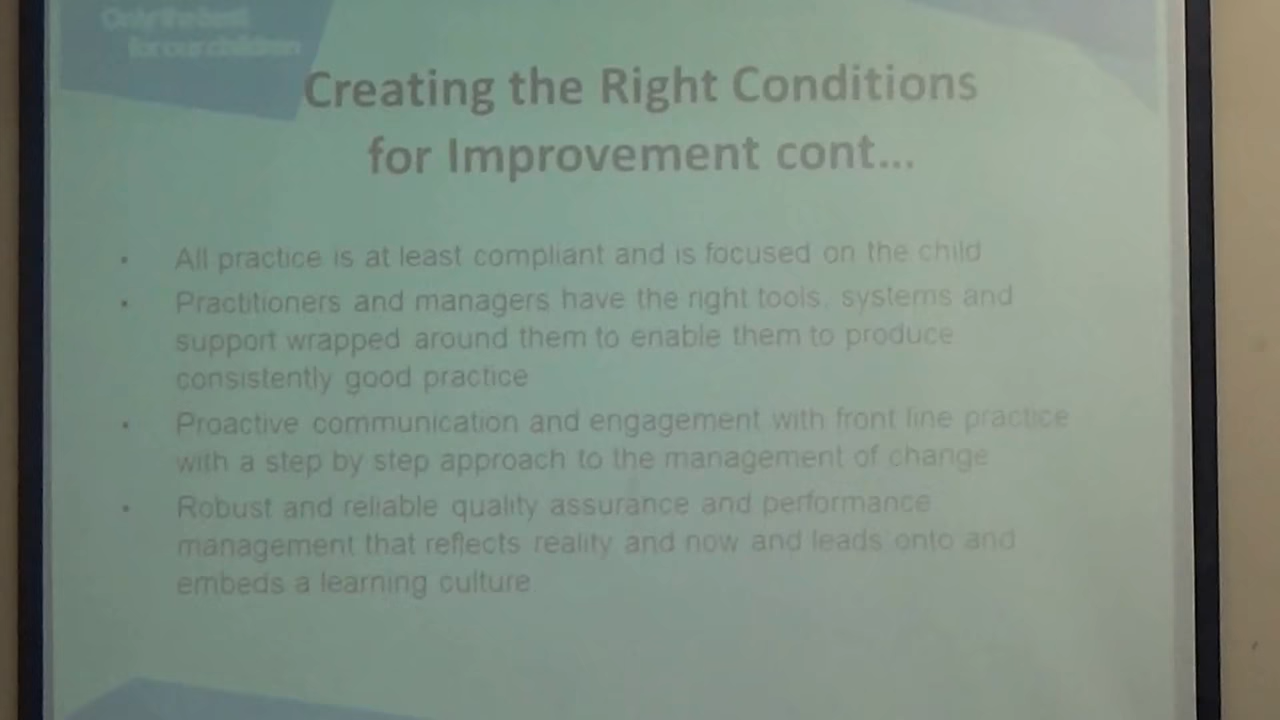 Only the best
for our children
Creating the Right Conditions
for Improvement cont...
• All practice is at least compliant and is focused on the child
• Practitioners and managers have the right tools, systems and
support wrapped around them to enable them to produce
consistently good practice
• Proactive communication and engagement with front line practice
with a step by step approach to the management of change
• Robust and reliable quality assurance and performance
management that reflects reality and now and leads onto and
embeds a learning culture